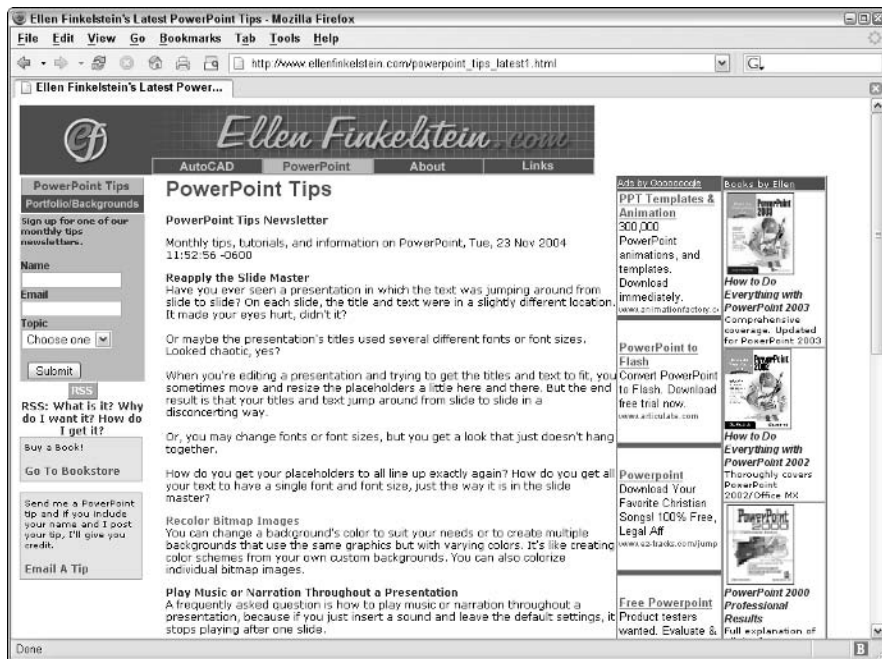 Ellen Finkelstein's Latest PowerPoint Tips - Mozilla Firefox
File Edit View Go Bookmarks Tab Tools Help
http://www.ellenfinkelstein.com/powerpoint_tips_latest1.html
G
Ellen Finkelstein's Latest Power...
ef
Ellen Finkelstein.com
AutoCAD PowerPoint About Links
PowerPoint Tips
Portfolio/Backgrounds
Sign up for one of our
monthly tips
newsletters.
Name
Email
Topic
Choose one
Submit
RSS
RSS: What is it? Why
do I want it? How do
I get it?
Buy a Book!
Go To Bookstore
Send me a PowerPoint
tip and if you include
your name and I post
your tip, I'll give you
credit.
Email A Tip
PowerPoint Tips
PowerPoint Tips Newsletter
Monthly tips, tutorials, and information on PowerPoint, Tue, 23 Nov 2004
11:52:56 -0600
Reapply the Slide Master
Have you ever seen a presentation in which the text was jumping around from
slide to slide? On each slide, the title and text were in a slightly different location.
It made your eyes hurt, didn't it?
Or maybe the presentation's titles used several different fonts or font sizes.
Looked chaotic, yes?
When you're editing a presentation and trying to get the titles and text to fit, you
sometimes move and resize the placeholders a little here and there. But the end
result is that your titles and text jump around from slide to slide in a
disconcerting way.
Or, you may change fonts or font sizes, but you get a look that just doesn't hang
together.
How do you get your placeholders to all line up exactly again? How do you get all
your text to have a single font and font size, just the way it is in the slide
master?
Recolor Bitmap Images
You can change a background's color to suit your needs or to create multiple
backgrounds that use the same graphics but with varying colors. It's like creating
color schemes from your own custom backgrounds. You can also colorize
individual bitmap images.
Play Music or Narration Throughout a Presentation
A frequently asked question is how to play music or narration throughout a
presentation, because if you just insert a sound and leave the default settings, it
stops playing after one slide.
Ads by Goooooogle
PPT Templates &
Animation
300,000
PowerPoint
animations, and
templates.
Download
immediately.
www.animationfactory.c
PowerPoint to
Flash
Convert PowerPoint
to Flash. Download
free trial now.
www.articulate.com
Powerpoint
Download Your
Favorite Christian
Songs! 100% Free,
Legal Aff
www.ez-tracks.com/jump
Free Powerpoint
Product testers
wanted. Evaluate &
Books by Ellen
PowerPoint
2003
How to Do
Everything with
PowerPoint 2003
Comprehensive
coverage. Updated
for PowerPoint 2003
PowerPoint
How to Do
Everything with
PowerPoint 2002
Thoroughly covers
PowerPoint
2002/Office MX
PowerPoint
2000
PowerPoint 2000
Professional
Results
Full explanation of
Done
B